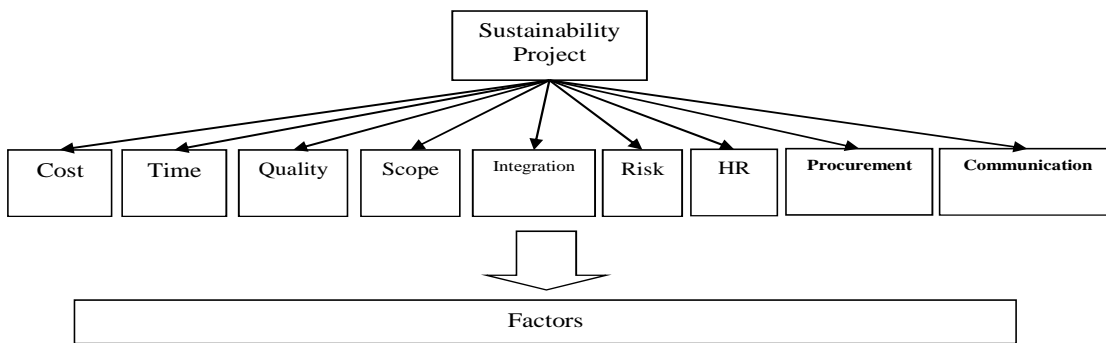 Sustainability
Project
Cost
Time
Quality
Scope
Integration
Risk
HR
Procurement
Communication
Factors